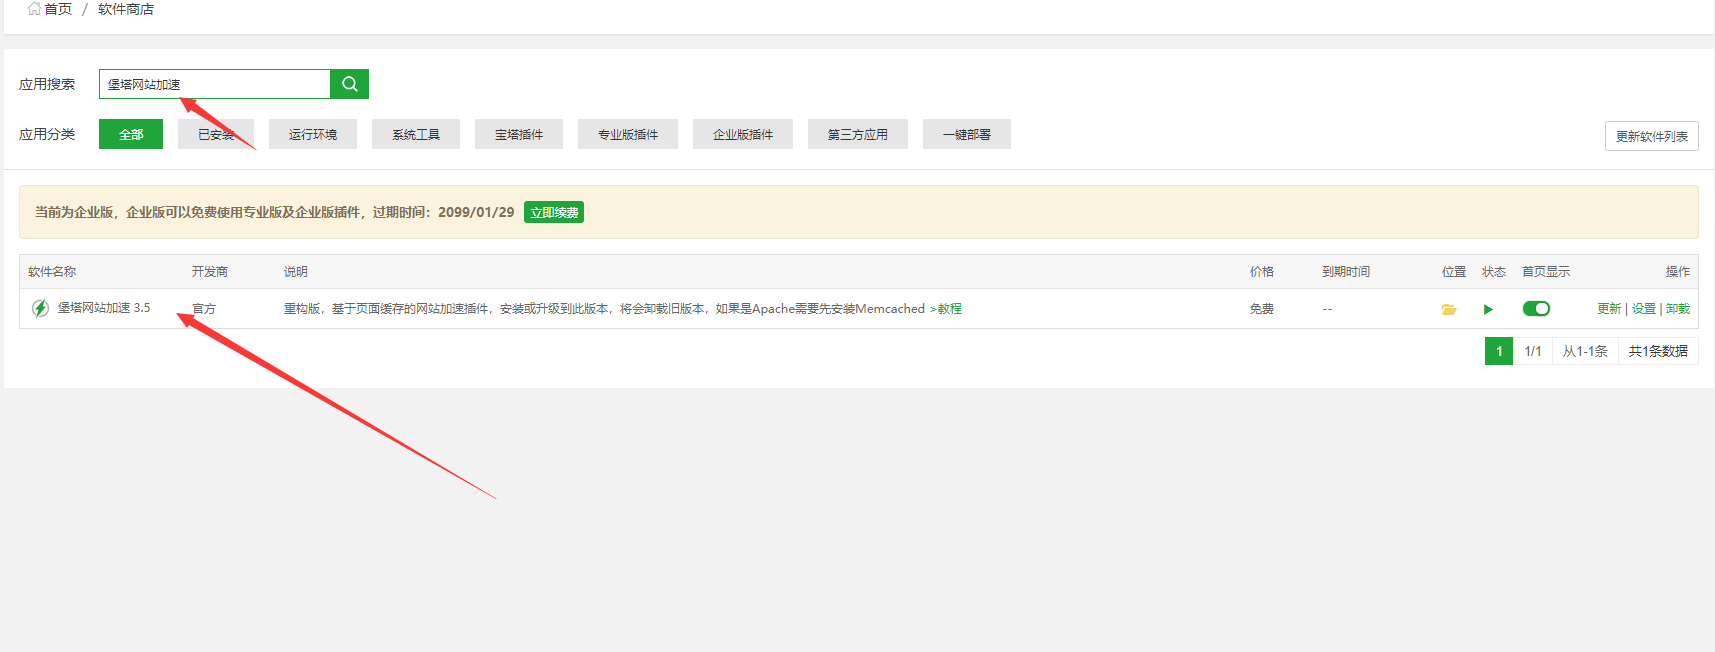 首页 / 软件商店
应用搜索 堡塔网站加速
应用分类 全部 已安装 运行环境 系统工具 宝塔插件 专业版插件 企业版插件 第三方应用 一键部署 更新软件列表
当前为企业版，企业版可以免费使用专业版及企业版插件，过期时间：2099/01/29 立即续费
软件名称 开发商 说明 价格 到期时间 位置 状态 首页显示 操作
堡塔网站加速 3.5 官方 重构版，基于页面缓存的网站加速插件，安装或升级到此版本，将会卸载旧版本，如果是Apache需要先安装Memcached >教程 免费 -- 更新 | 设置 | 卸载
1 1/1 从1-1条 共1条数据